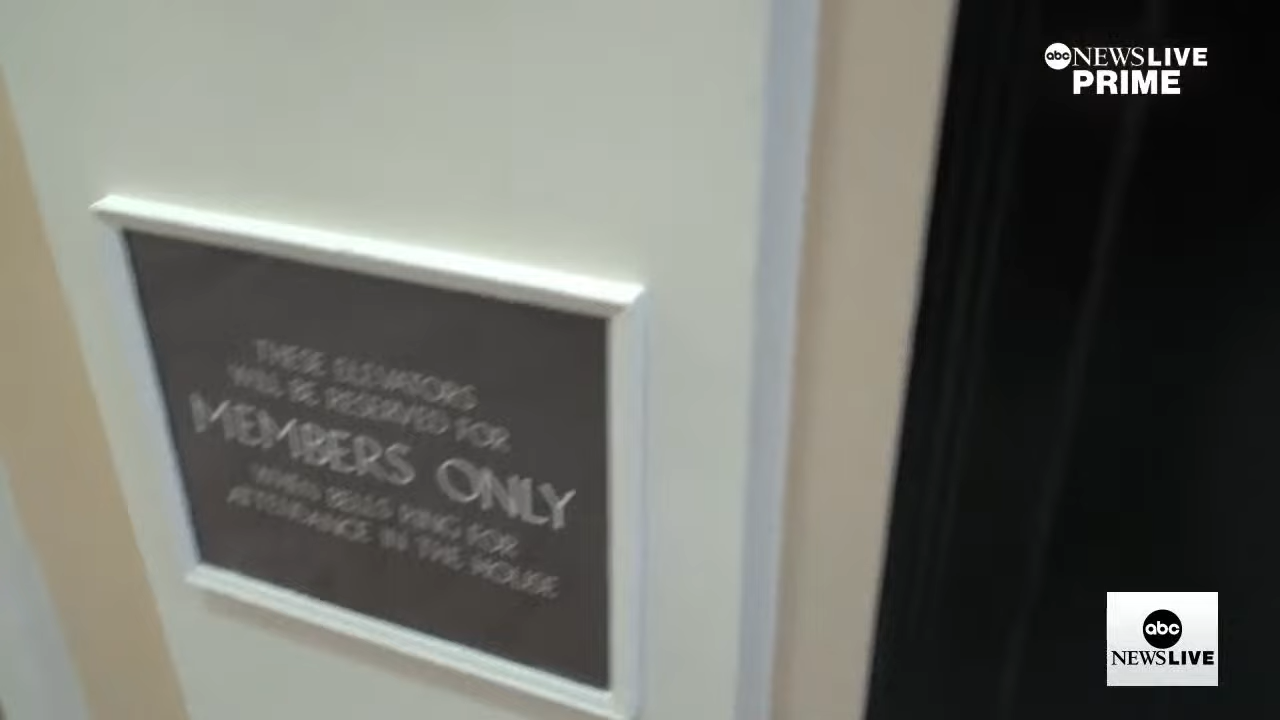 abc NEWS LIVE
PRIME
THESE ELEVATORS
WILL BE RESERVED FOR
MEMBERS ONLY
WHEN BELLS RING FOR
ATTENDANCE IN THE HOUSE
abc
NEWS LIVE